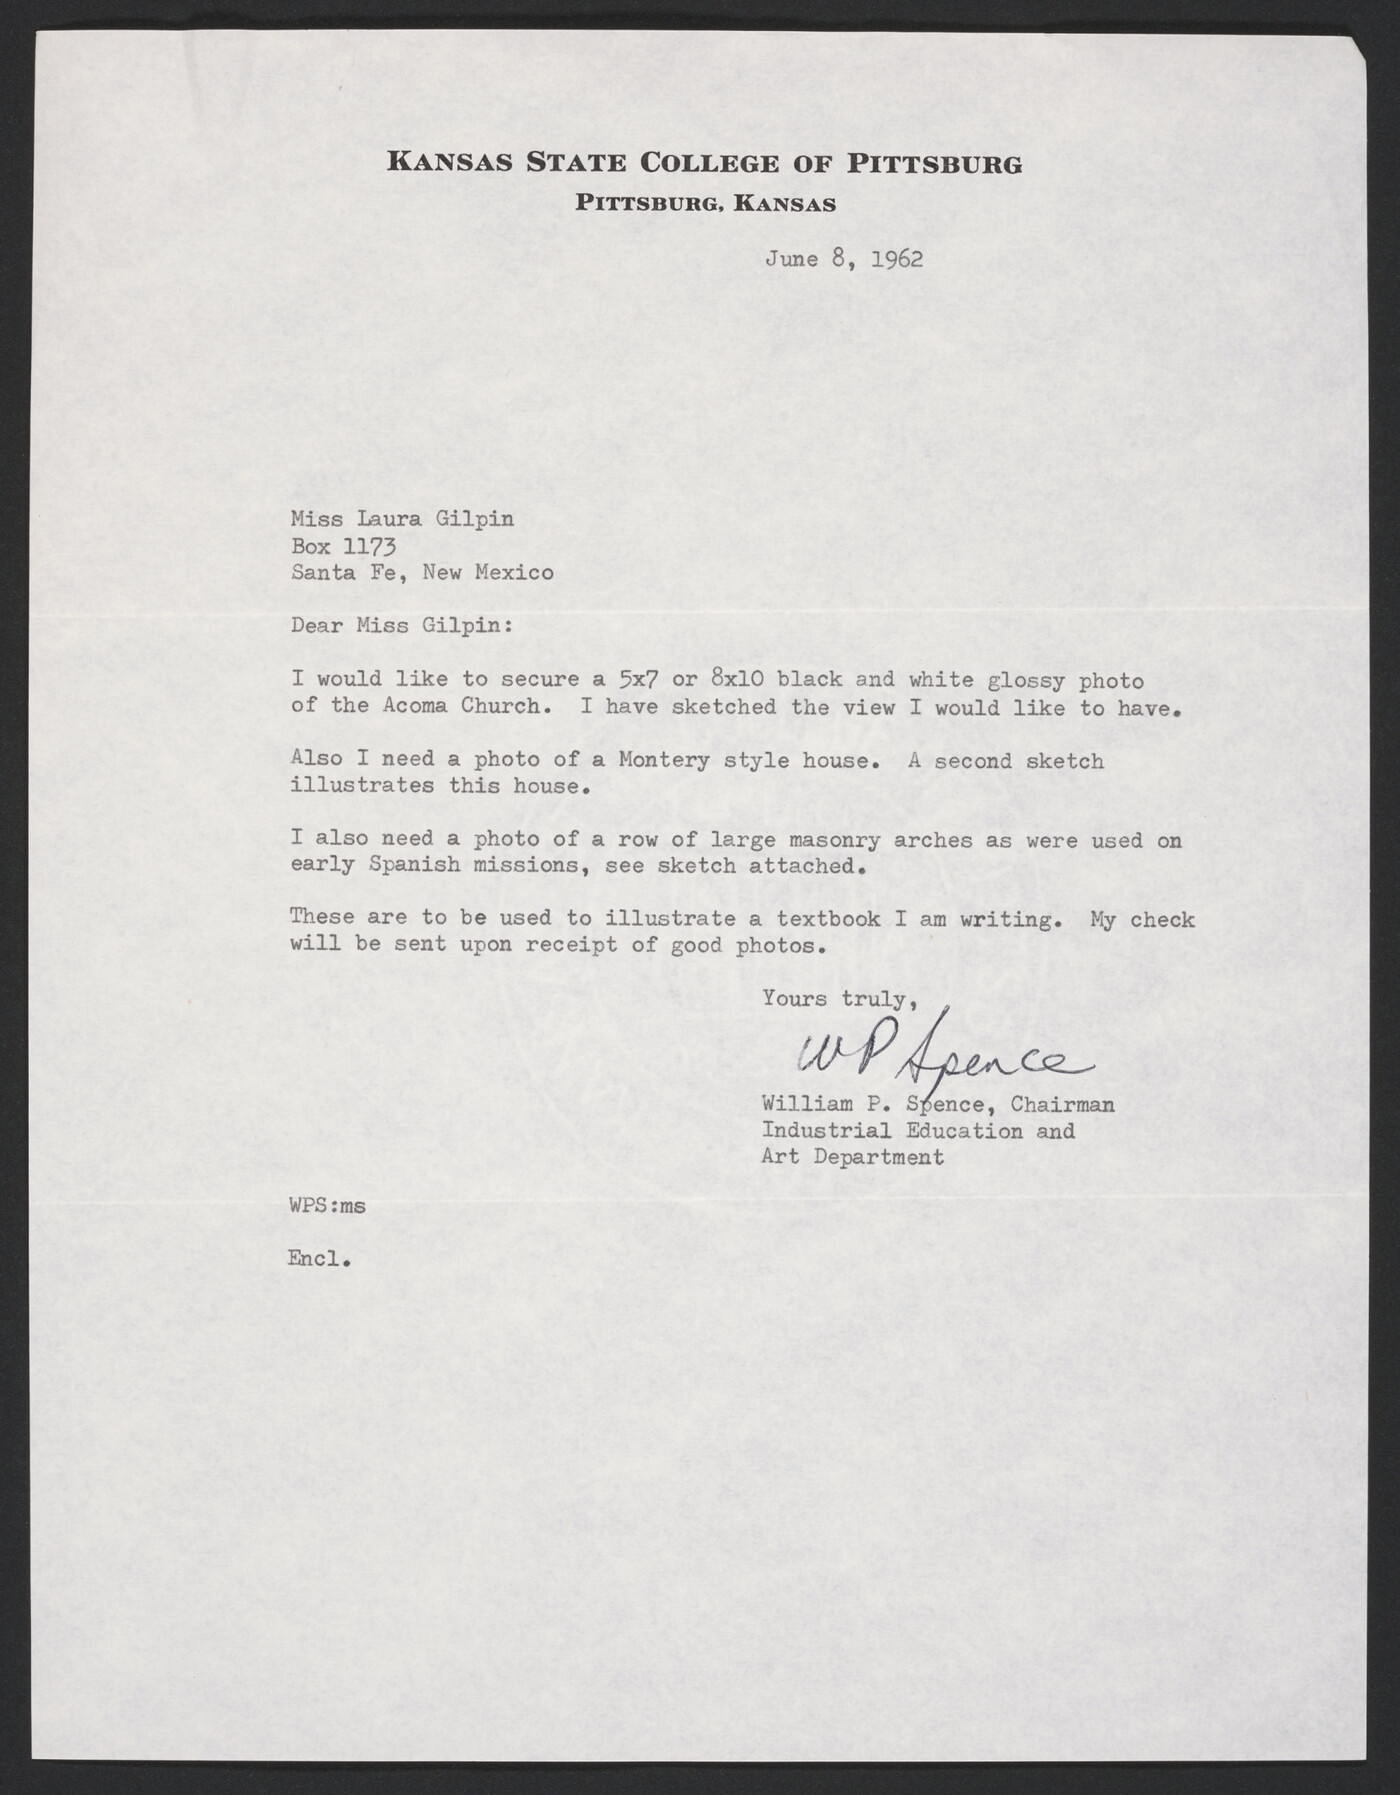 KANSAS STATE COLLEGE OF PITTSBURG
PITTSBURG, KANSAS
June 8, 1962
Miss Laura Gilpin
Box 1173
Santa Fe, New Mexico
Dear Miss Gilpin:
I would like to secure a 5x7 or 8x10 black and white glossy photo
of the Acoma Church.  I have sketched the view I would like to have.
Also I need a photo of a Montery style house.  A second sketch
illustrates this house.
I also need a photo of a row of large masonry arches as were used on
early Spanish missions, see sketch attached.
These are to be used to illustrate a textbook I am writing.  My check
will be sent upon receipt of good photos.
Yours truly,
WP Spence
William P. Spence, Chairman
Industrial Education and
Art Department
WPS:ms
Encl.